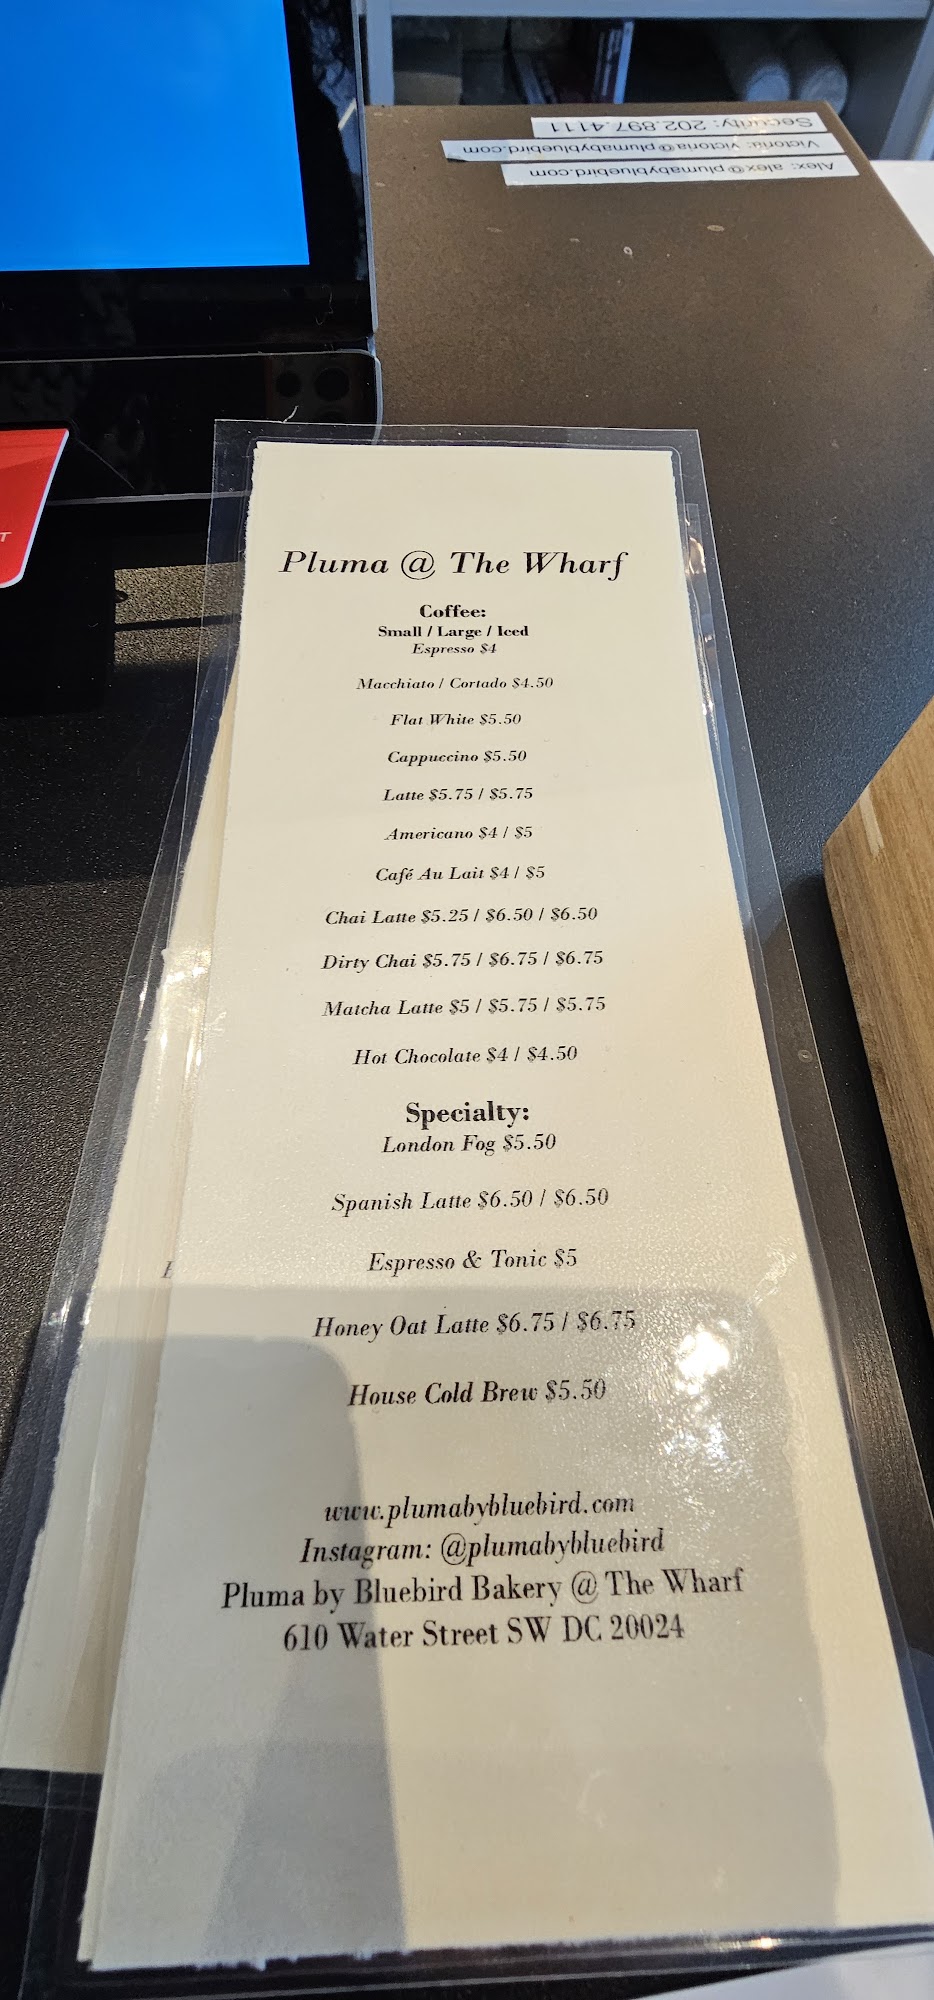 Security: 202.897.4111
Victoria: victoria@plumabybluebird.com
Alex: alex@plumabybluebird.com
T
Pluma @ The Wharf
Coffee:
Small / Large / Iced
Espresso $4
Macchiato / Cortado $4.50
Flat White $5.50
Cappuccino $5.50
Latte $5.75 / $5.75
Americano $4 / $5
Café Au Lait $4 / $5
Chai Latte $5.25 / $6.50 / $6.50
Dirty Chai $5.75 / $6.75 / $6.75
Matcha Latte $5 / $5.75 / $5.75
Hot Chocolate $4 / $4.50
Specialty:
London Fog $5.50
Spanish Latte $6.50 / $6.50
Espresso & Tonic $5
Honey Oat Latte $6.75 / $6.75
House Cold Brew $5.50
www.plumabybluebird.com
Instagram: @plumabybluebird
Pluma by Bluebird Bakery @ The Wharf
610 Water Street SW DC 20024